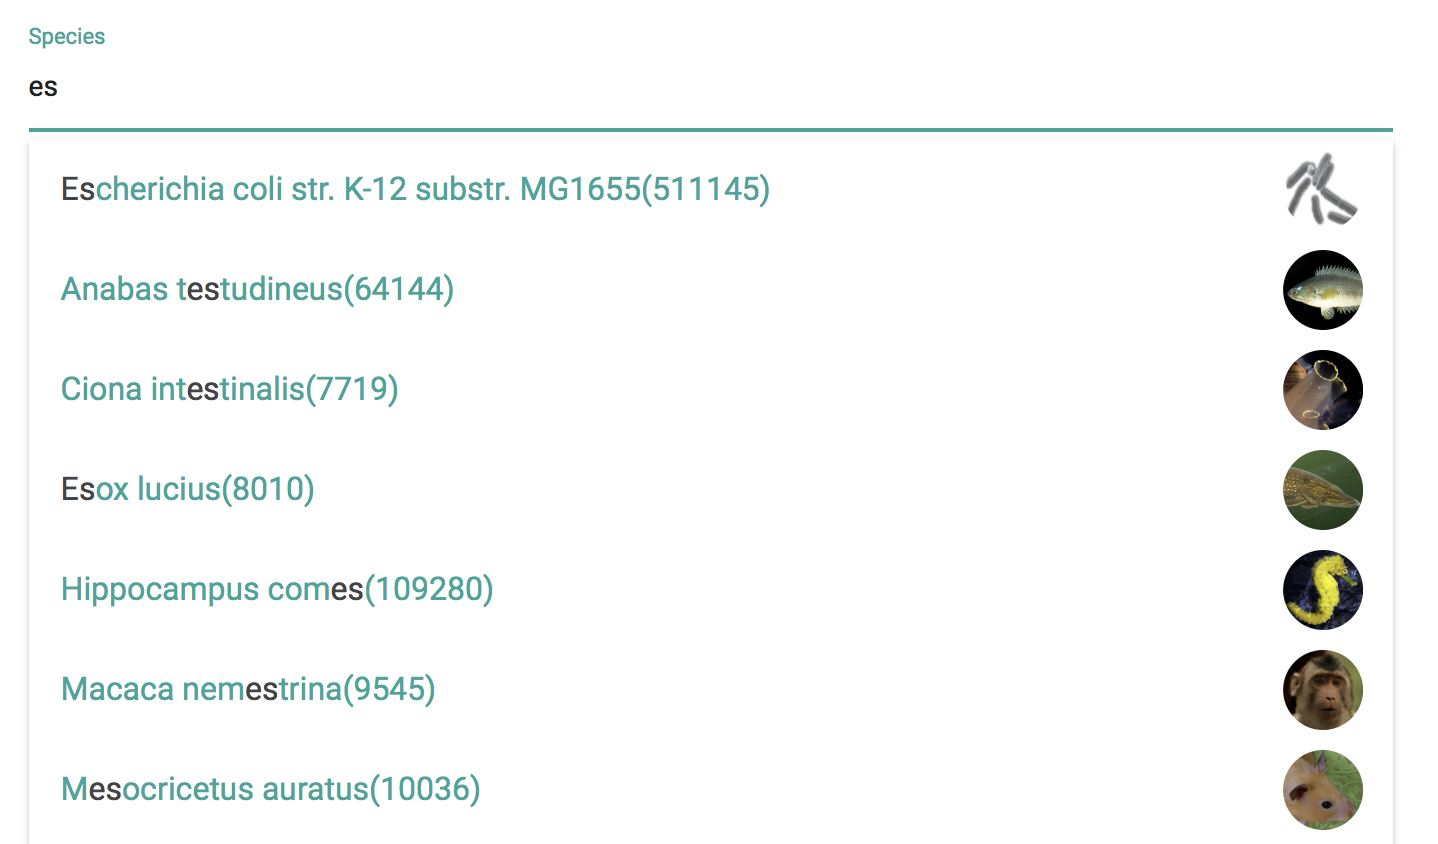 Species
es
Escherichia coli str. K-12 substr. MG1655(511145)
Anabas testudineus(64144)
Ciona intestinalis(7719)
Esox lucius(8010)
Hippocampus comes(109280)
Macaca nemestrina(9545)
Mesocricetus auratus(10036)